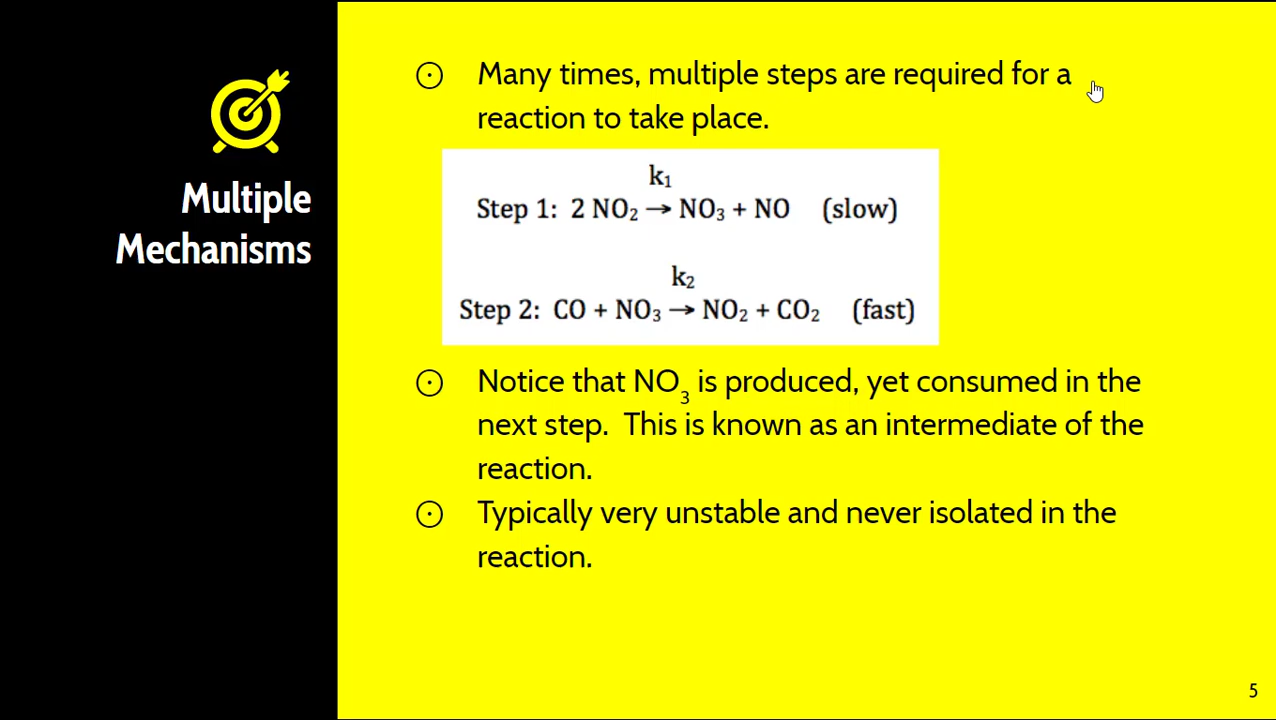 Multiple
Mechanisms
⊙ Many times, multiple steps are required for a
reaction to take place.
k₁
Step 1: 2 NO₂ → NO₃ + NO (slow)
k₂
Step 2: CO + NO₃ → NO₂ + CO₂ (fast)
⊙ Notice that NO₃ is produced, yet consumed in the
next step. This is known as an intermediate of the
reaction.
⊙ Typically very unstable and never isolated in the
reaction.
5